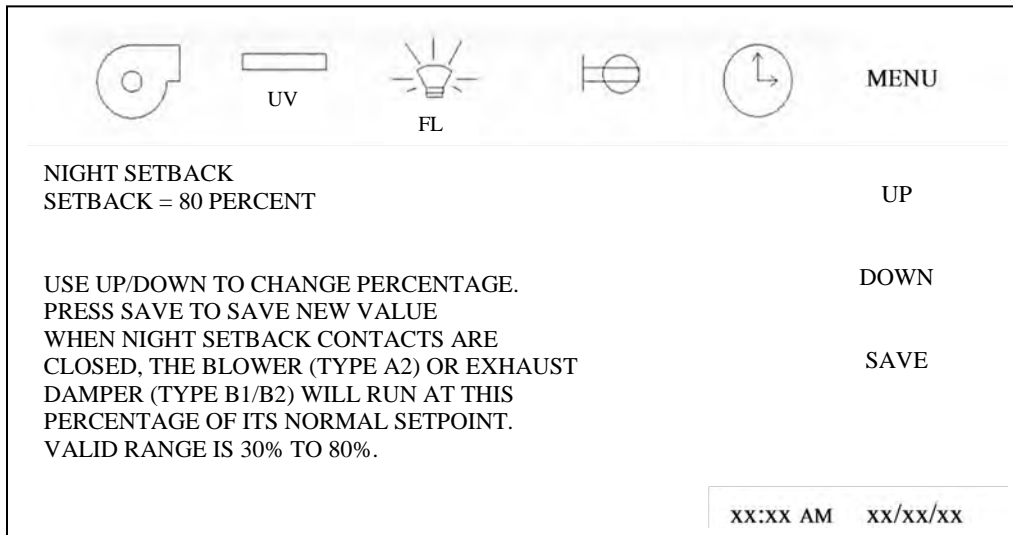 UV
FL
MENU
NIGHT SETBACK
SETBACK = 80 PERCENT
UP
USE UP/DOWN TO CHANGE PERCENTAGE.
PRESS SAVE TO SAVE NEW VALUE
WHEN NIGHT SETBACK CONTACTS ARE
CLOSED, THE BLOWER (TYPE A2) OR EXHAUST
DAMPER (TYPE B1/B2) WILL RUN AT THIS
PERCENTAGE OF ITS NORMAL SETPOINT.
VALID RANGE IS 30% TO 80%.
DOWN
SAVE
xx:xx AM xx/xx/xx